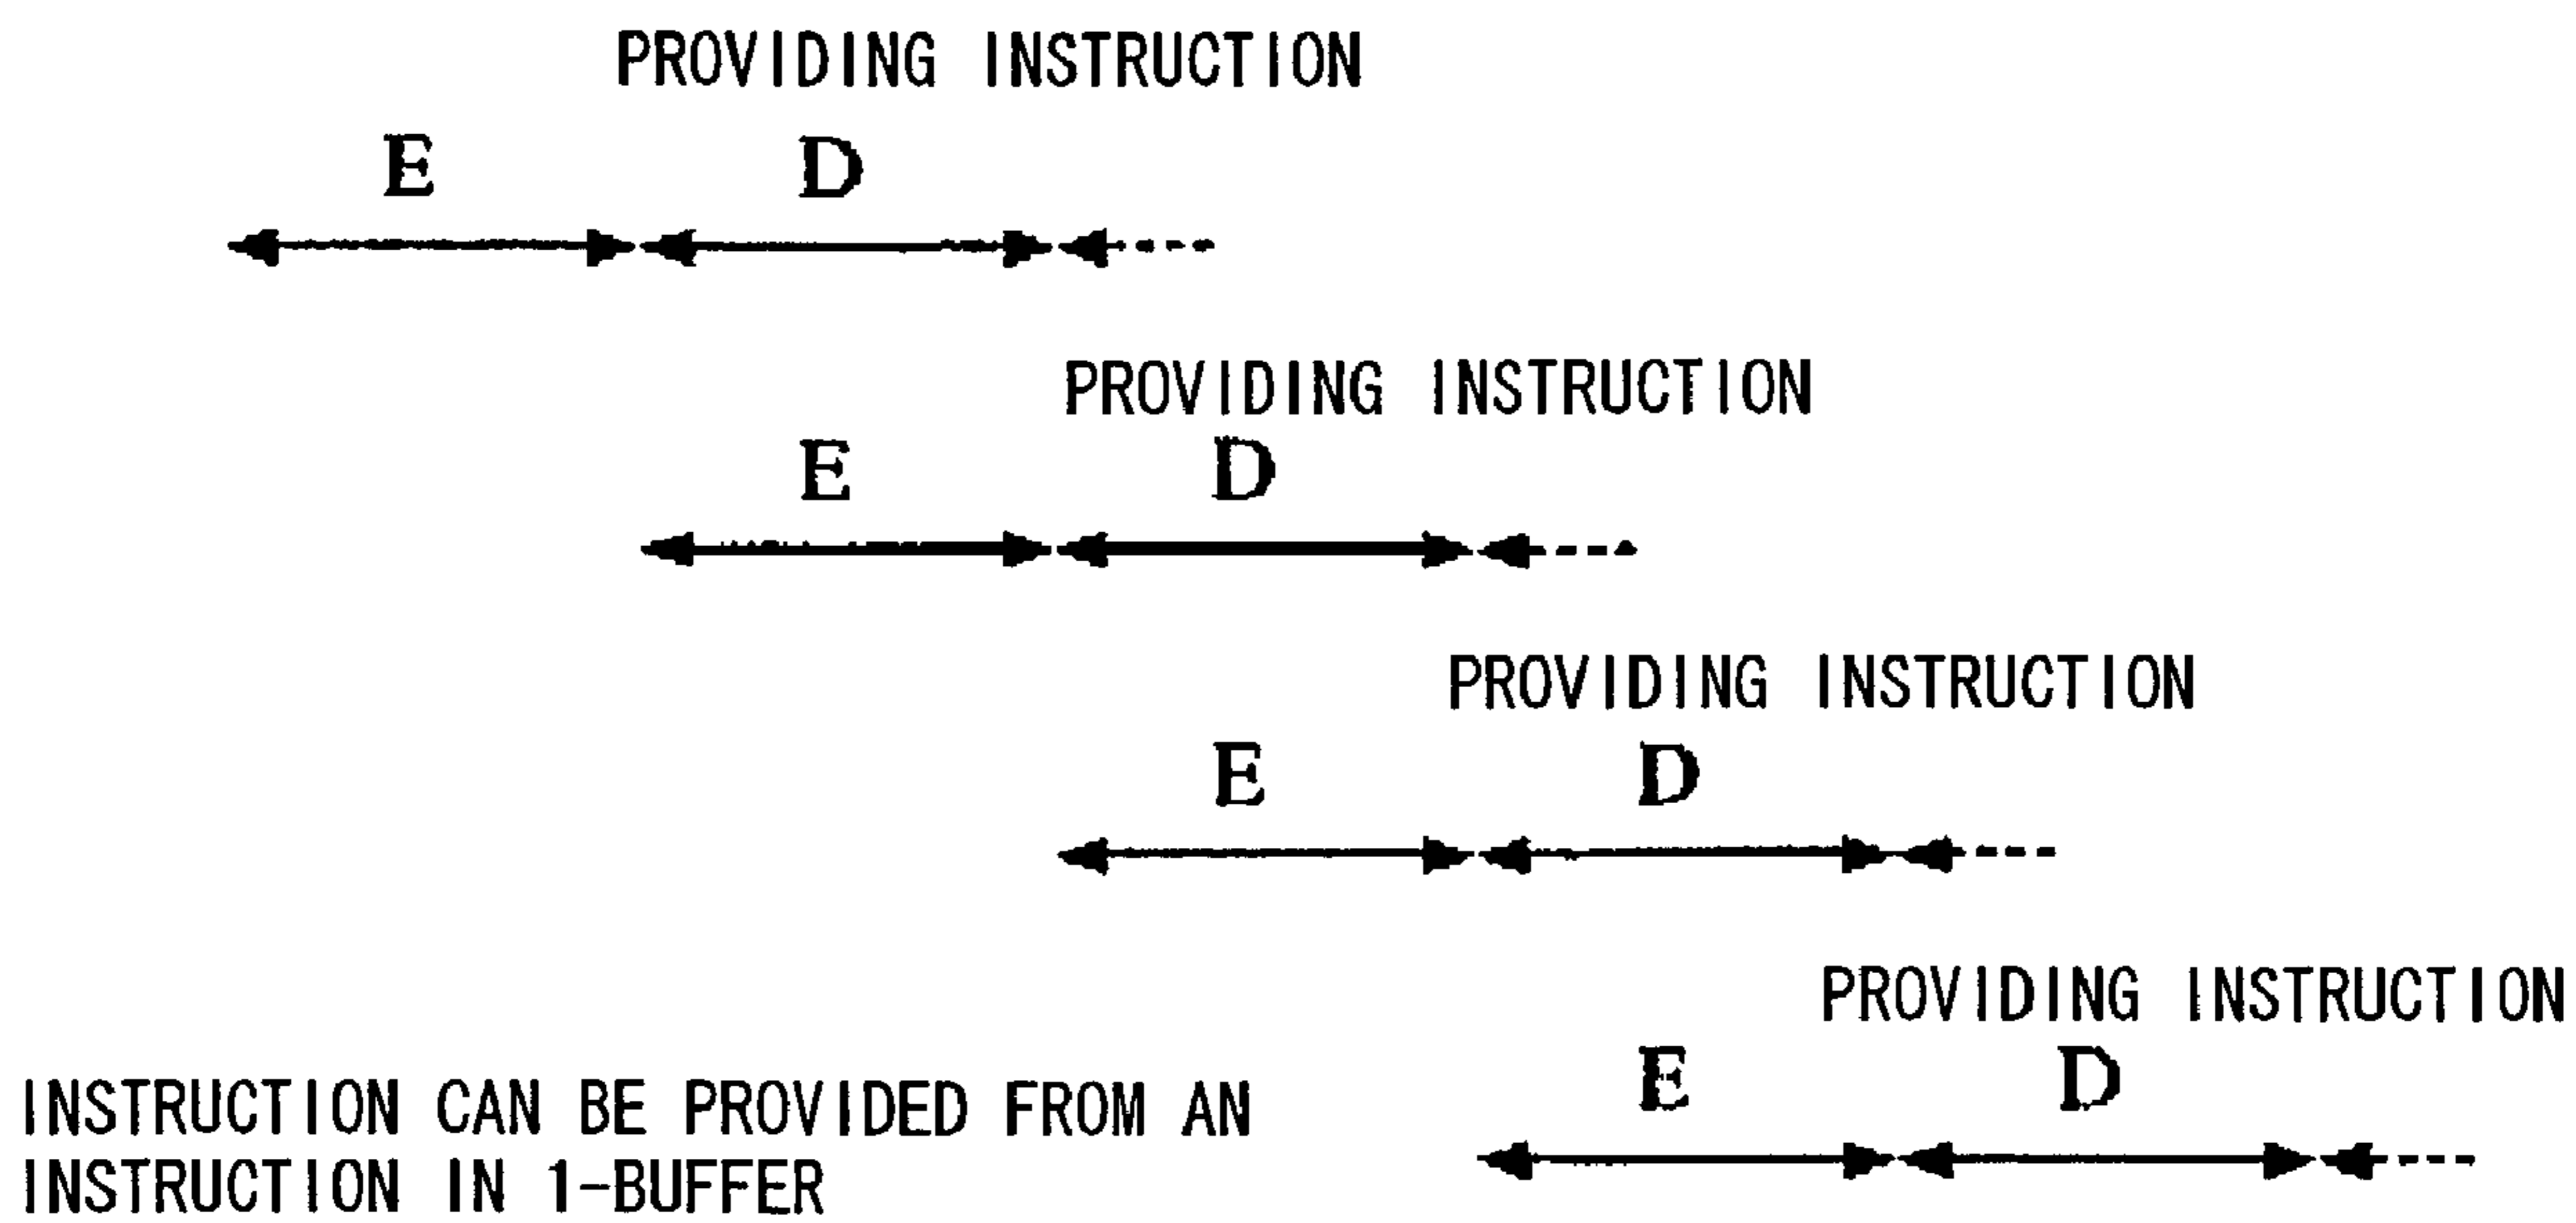 PROVIDING INSTRUCTION
E D
PROVIDING INSTRUCTION
E D
PROVIDING INSTRUCTION
E D
PROVIDING INSTRUCTION
E D
INSTRUCTION CAN BE PROVIDED FROM AN
INSTRUCTION IN 1-BUFFER